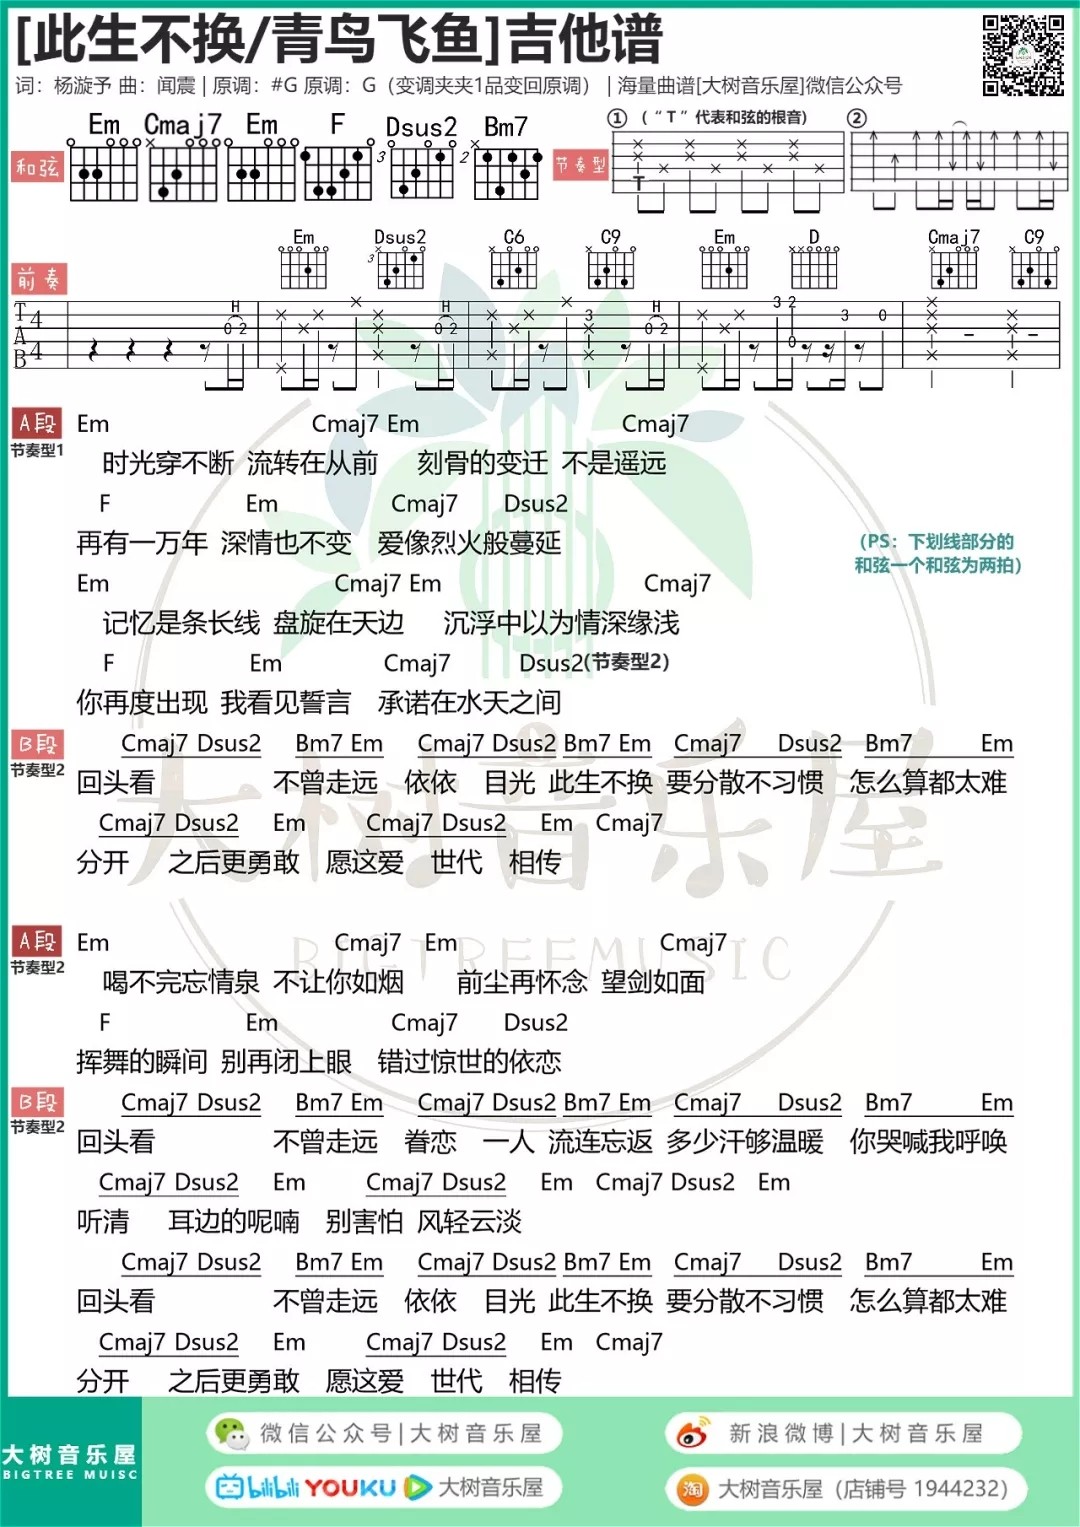 [此生不换/青鸟飞鱼]吉他谱
词：杨漩予 曲：闻震 | 原调：#G 原调：G（变调夹夹1品变回原调） | 海量曲谱[大树音乐屋]微信公众号
和弦 Em Cmaj7 Em F Dsus2 Bm7
3 2
节奏型 ① （“T”代表和弦的根音） ②
T
前奏 Em Dsus2 C6 C9 Em D Cmaj7 C9
3
T A B 4 4 H 0 2 H 0 2 3 H 0 2 3 2 0 3 0
A段 Em Cmaj7 Em Cmaj7
节奏型1
时光穿不断 流转在从前 刻骨的变迁 不是遥远
F Em Cmaj7 Dsus2
再有一万年 深情也不变 爱像烈火般蔓延
（PS：下划线部分的
和弦一个和弦为两拍）
Em Cmaj7 Em Cmaj7
记忆是条长线 盘旋在天边 沉浮中以为情深缘浅
F Em Cmaj7 Dsus2(节奏型2）
你再度出现 我看见誓言 承诺在水天之间
B段 Cmaj7 Dsus2 Bm7 Em Cmaj7 Dsus2 Bm7 Em Cmaj7 Dsus2 Bm7 Em
节奏型2
回头看 不曾走远 依依 目光 此生不换 要分散不习惯 怎么算都太难
Cmaj7 Dsus2 Em Cmaj7 Dsus2 Em Cmaj7
分开 之后更勇敢 愿这爱 世代 相传
大树音乐屋
BIGTREEMUSIC
A段 Em Cmaj7 Em Cmaj7
节奏型2
喝不完忘情泉 不让你如烟 前尘再怀念 望剑如面
F Em Cmaj7 Dsus2
挥舞的瞬间 别再闭上眼 错过惊世的依恋
B段 Cmaj7 Dsus2 Bm7 Em Cmaj7 Dsus2 Bm7 Em Cmaj7 Dsus2 Bm7 Em
节奏型2
回头看 不曾走远 眷恋 一人 流连忘返 多少汗够温暖 你哭喊我呼唤
Cmaj7 Dsus2 Em Cmaj7 Dsus2 Em Cmaj7 Dsus2 Em
听清 耳边的呢喃 别害怕 风轻云淡
Cmaj7 Dsus2 Bm7 Em Cmaj7 Dsus2 Bm7 Em Cmaj7 Dsus2 Bm7 Em
回头看 不曾走远 依依 目光 此生不换 要分散不习惯 怎么算都太难
Cmaj7 Dsus2 Em Cmaj7 Dsus2 Em Cmaj7
分开 之后更勇敢 愿这爱 世代 相传
大树音乐屋
BIGTREE MUISC
微信公众号|大树音乐屋
新浪微博|大树音乐屋
bilibili YOUKU 大树音乐屋
淘 大树音乐屋（店铺号 1944232）